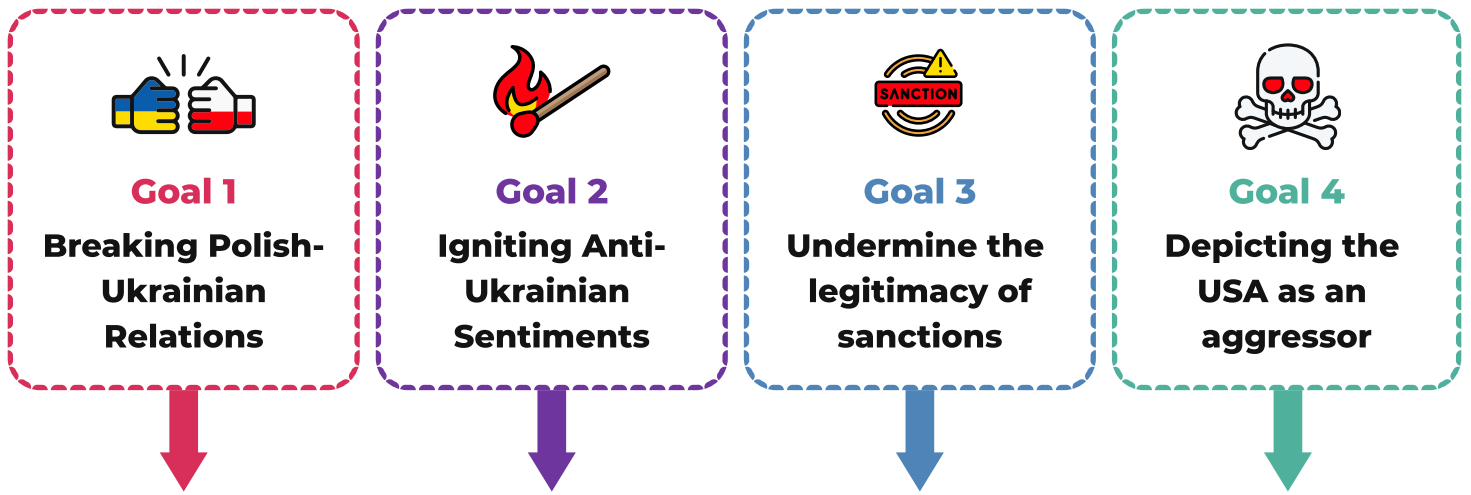 SANCTION
Goal 1
Breaking Polish-
Ukrainian
Relations
Goal 2
Igniting Anti-
Ukrainian
Sentiments
Goal 3
Undermine the
legitimacy of
sanctions
Goal 4
Depicting the
USA as an
aggressor